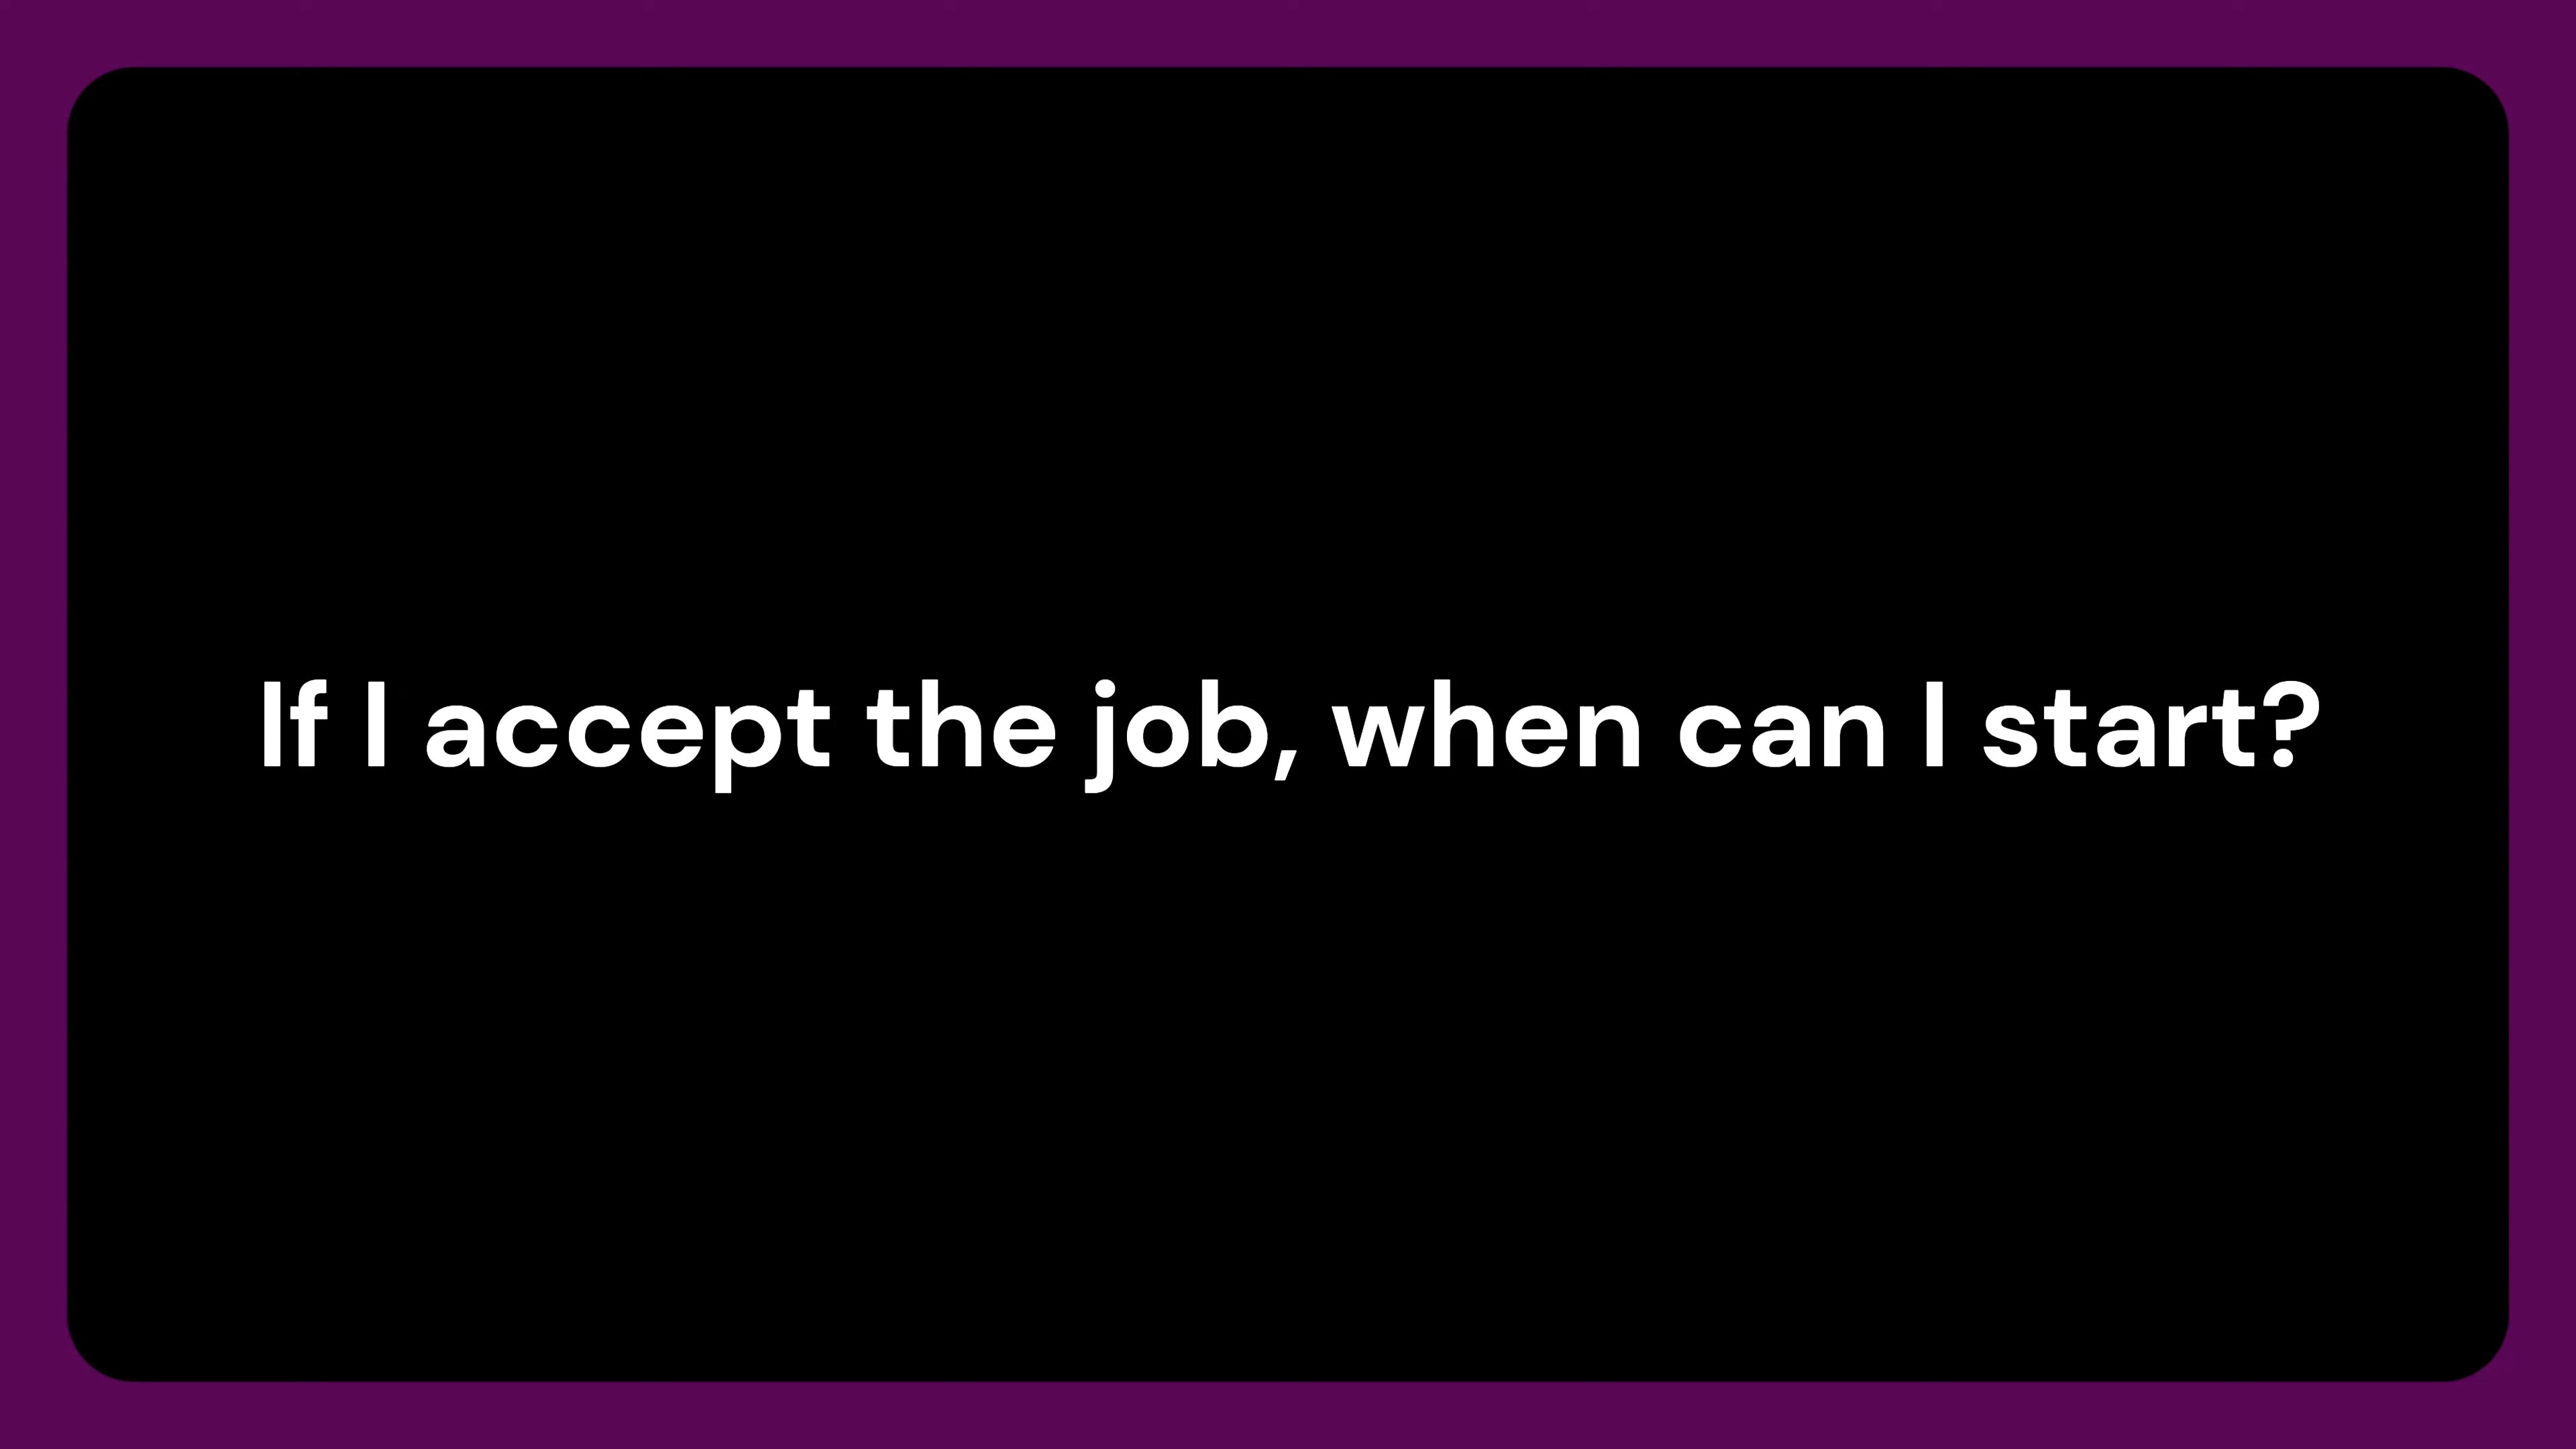 If I accept the job, when can I start?